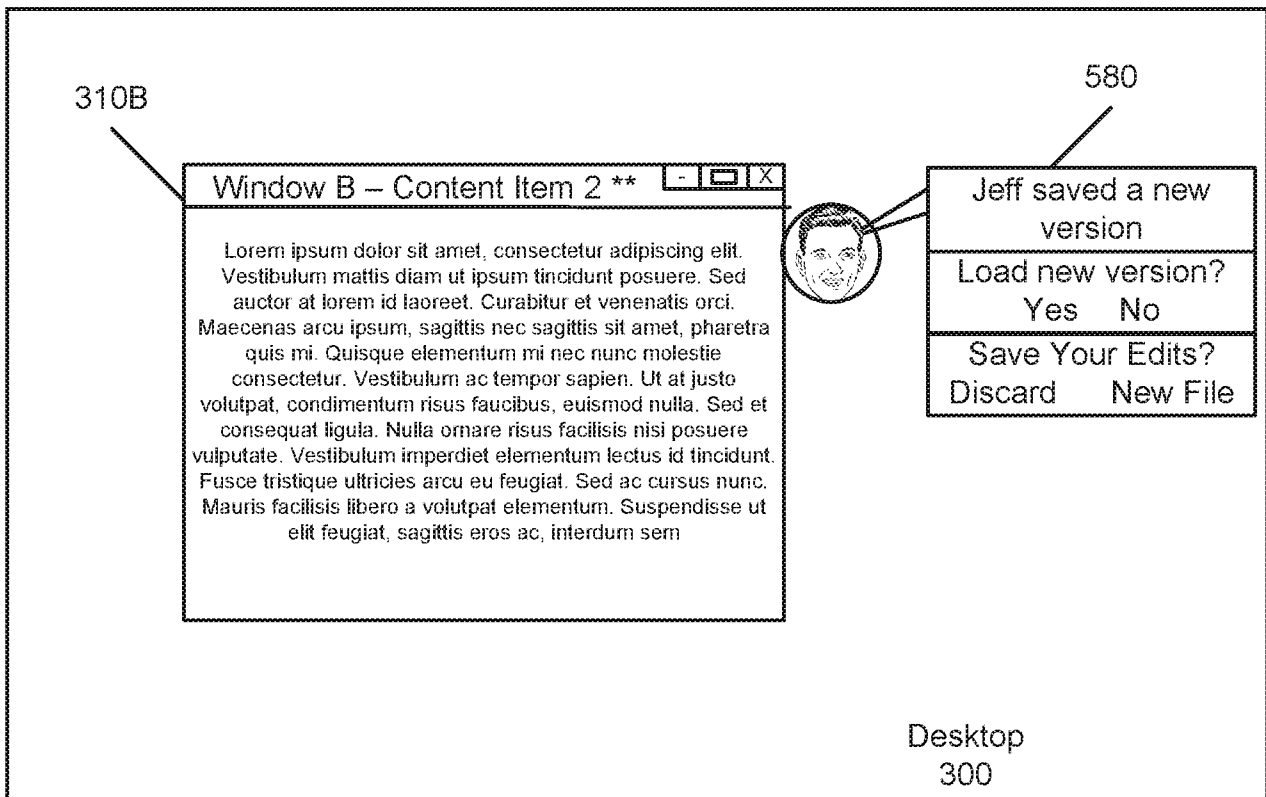 310B
580
Window B – Content Item 2 **
- X
Lorem ipsum dolor sit amet, consectetur adipiscing elit.
Vestibulum mattis diam ut ipsum tincidunt posuere. Sed
auctor at lorem id laoreet. Curabitur et venenatis orci.
Maecenas arcu ipsum, sagittis nec sagittis sit amet, pharetra
quis mi. Quisque elementum mi nec nunc molestie
consectetur. Vestibulum ac tempor sapien. Ut at justo
volutpat, condimentum risus faucibus, euismod nulla. Sed et
consequat ligula. Nulla ornare risus facilisis nisi posuere
vulputate. Vestibulum imperdiet elementum lectus id tincidunt.
Fusce tristique ultricies arcu eu feugiat. Sed ac cursus nunc.
Mauris facilisis libero a volutpat elementum. Suspendisse ut
elit feugiat, sagittis eros ac, interdum sem
Jeff saved a new
version
Load new version?
Yes No
Save Your Edits?
Discard New File
Desktop
300